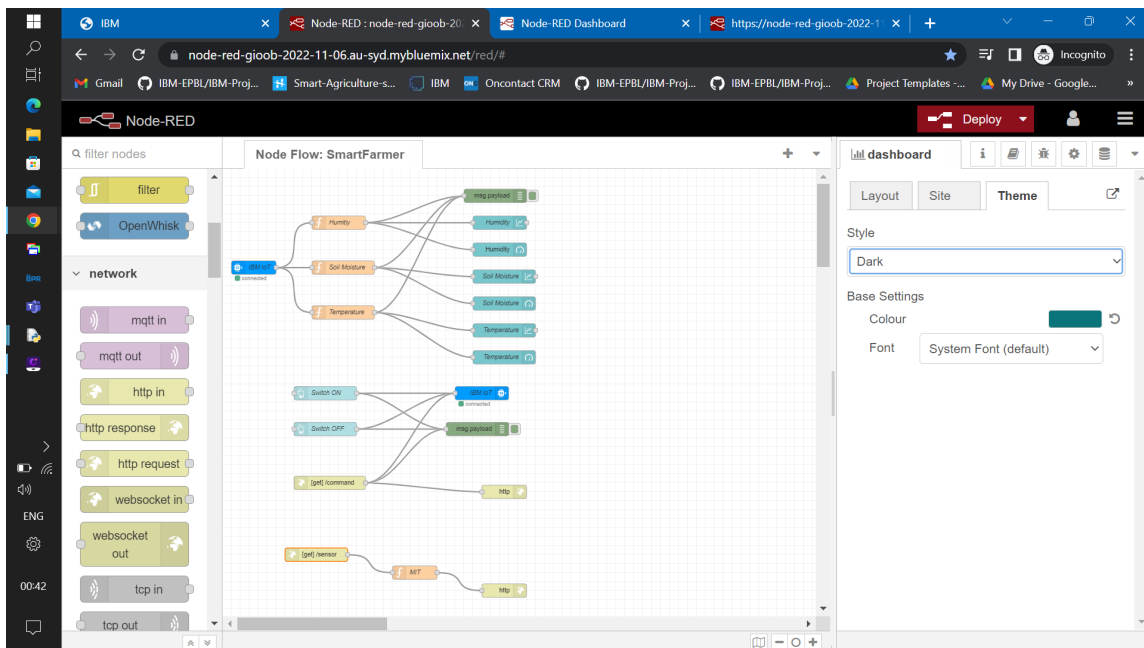 IBM
Node-RED : node-red-gioob-20
Node-RED Dashboard
https://node-red-gioob-2022-11
node-red-gioob-2022-11-06.au-syd.mybluemix.net/red/#
Incognito
Gmail
IBM-EPBL/IBM-Proj...
Smart-Agriculture-s...
IBM
ON
Oncontact CRM
IBM-EPBL/IBM-Proj...
IBM-EPBL/IBM-Proj...
Project Templates -...
My Drive - Google...
»
Node-RED
Deploy
filter nodes
Node Flow: SmartFarmer
dashboard
filter
OpenWhisk
network
mqtt in
mqtt out
http in
http response
http request
websocket in
websocket
out
tcp in
tcp out
msg.payload
Humitiy
Humidity
Humidity
IBM IoT
connected
Soil Moisture
Soil Moisture
Soil Moisture
Temperature
Temperature
Temperature
Switch ON
IBM IoT
connected
Switch OFF
msg.payload
[get] /command
http
[get] /sensor
MIT
http
Layout
Site
Theme
Style
Dark
Base Settings
Colour
Font
System Font (default)
BPR
ENG
00:42